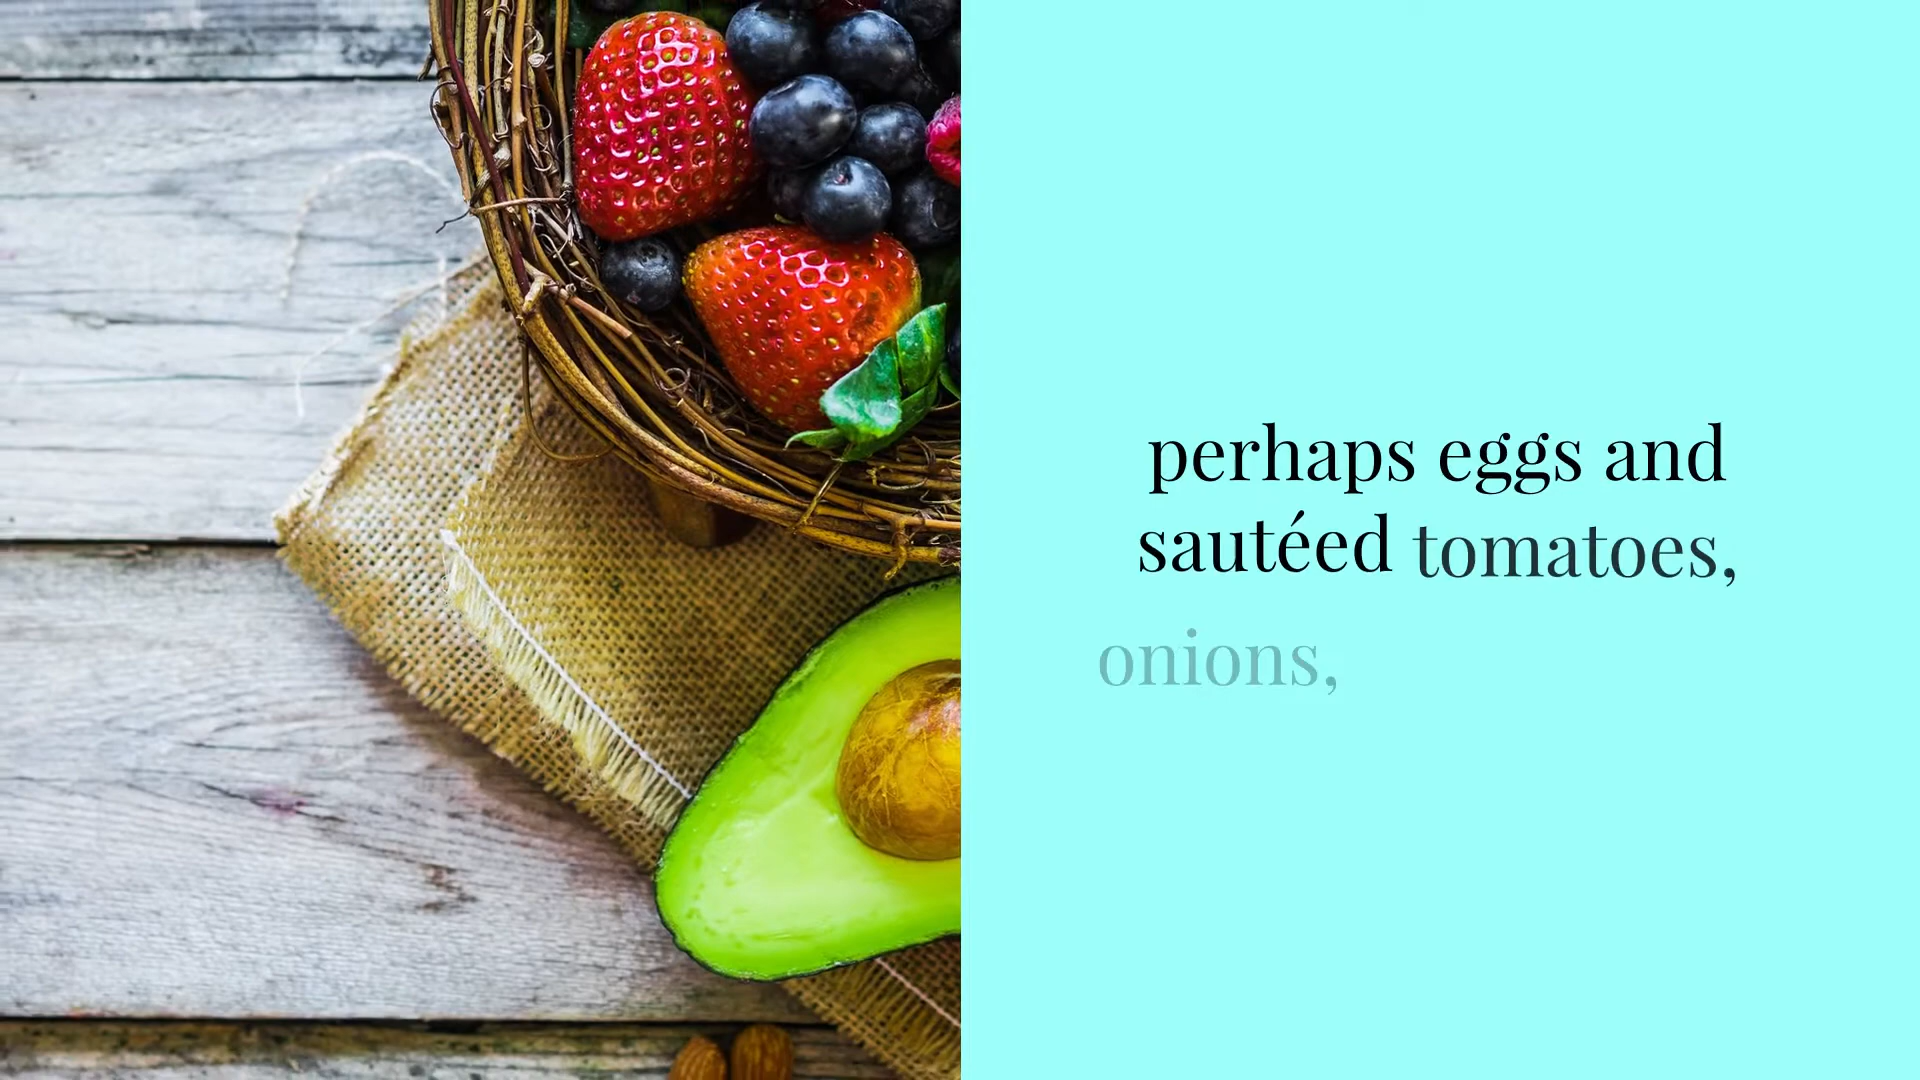 perhaps eggs and
sautéed tomatoes,
onions,